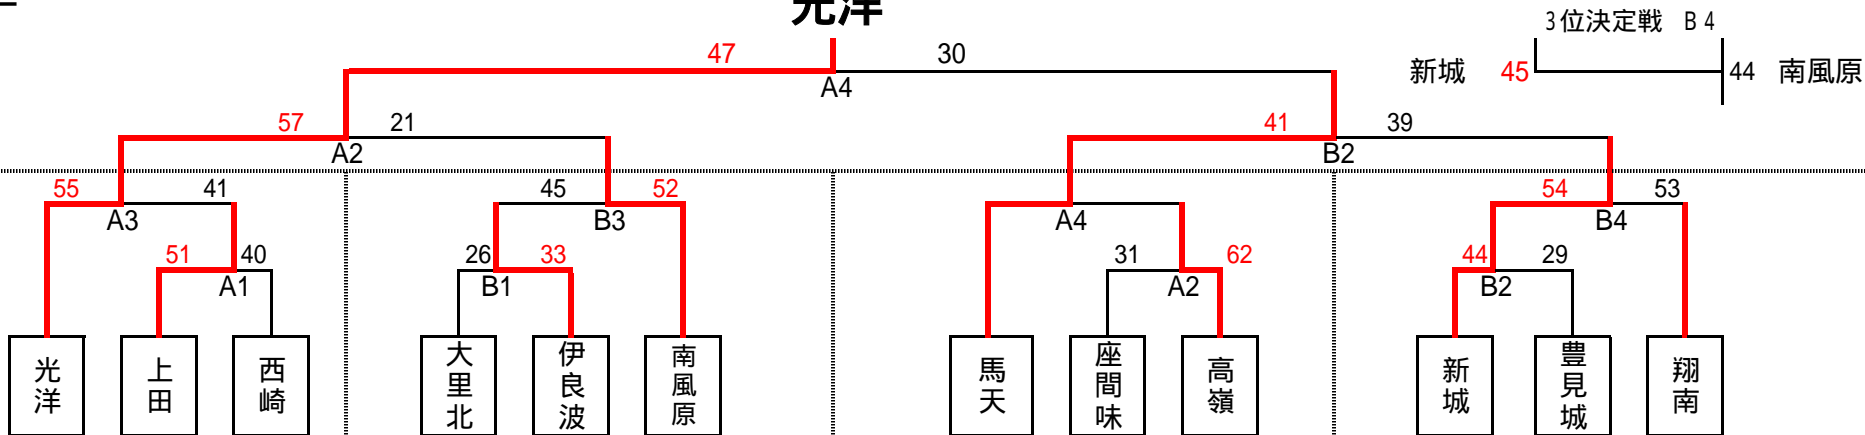 光洋
3位決定戦 B4
47 30
新城 45 44 南風原
A4
57 21 41 39
A2 B2
55 41 45 52 54 53
A3 B3 A4 B4
51 40 26 33 31 62 44 29
A1 B1 A2 B2
光洋
上田
西崎
大里北
伊良波
南風原
馬天
座間味
高嶺
新城
豊見城
翔南